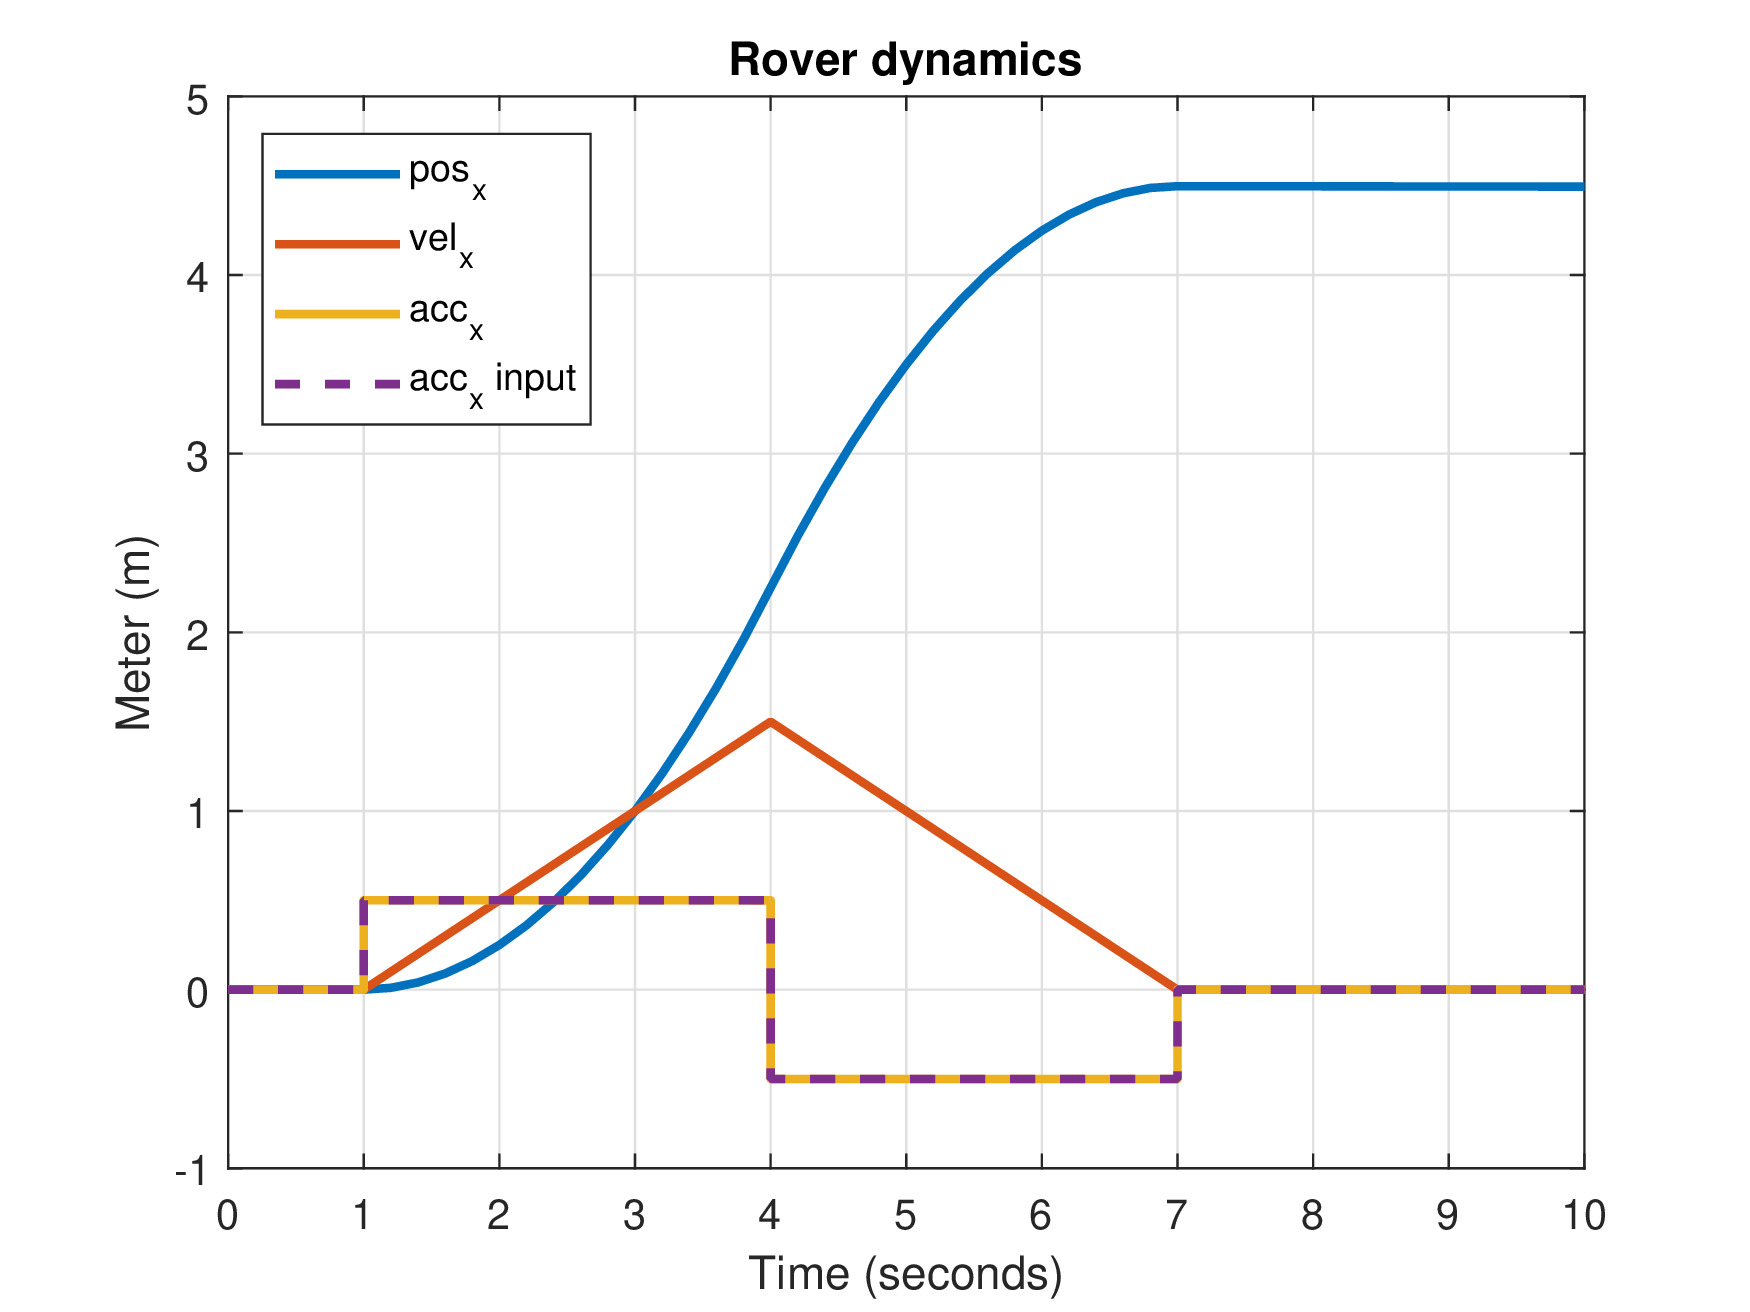 Rover dynamics
5
4
3
2
1
0
-1
Meter (m)
pos_x
vel_x
acc_x
acc_x input
0 1 2 3 4 5 6 7 8 9 10
Time (seconds)